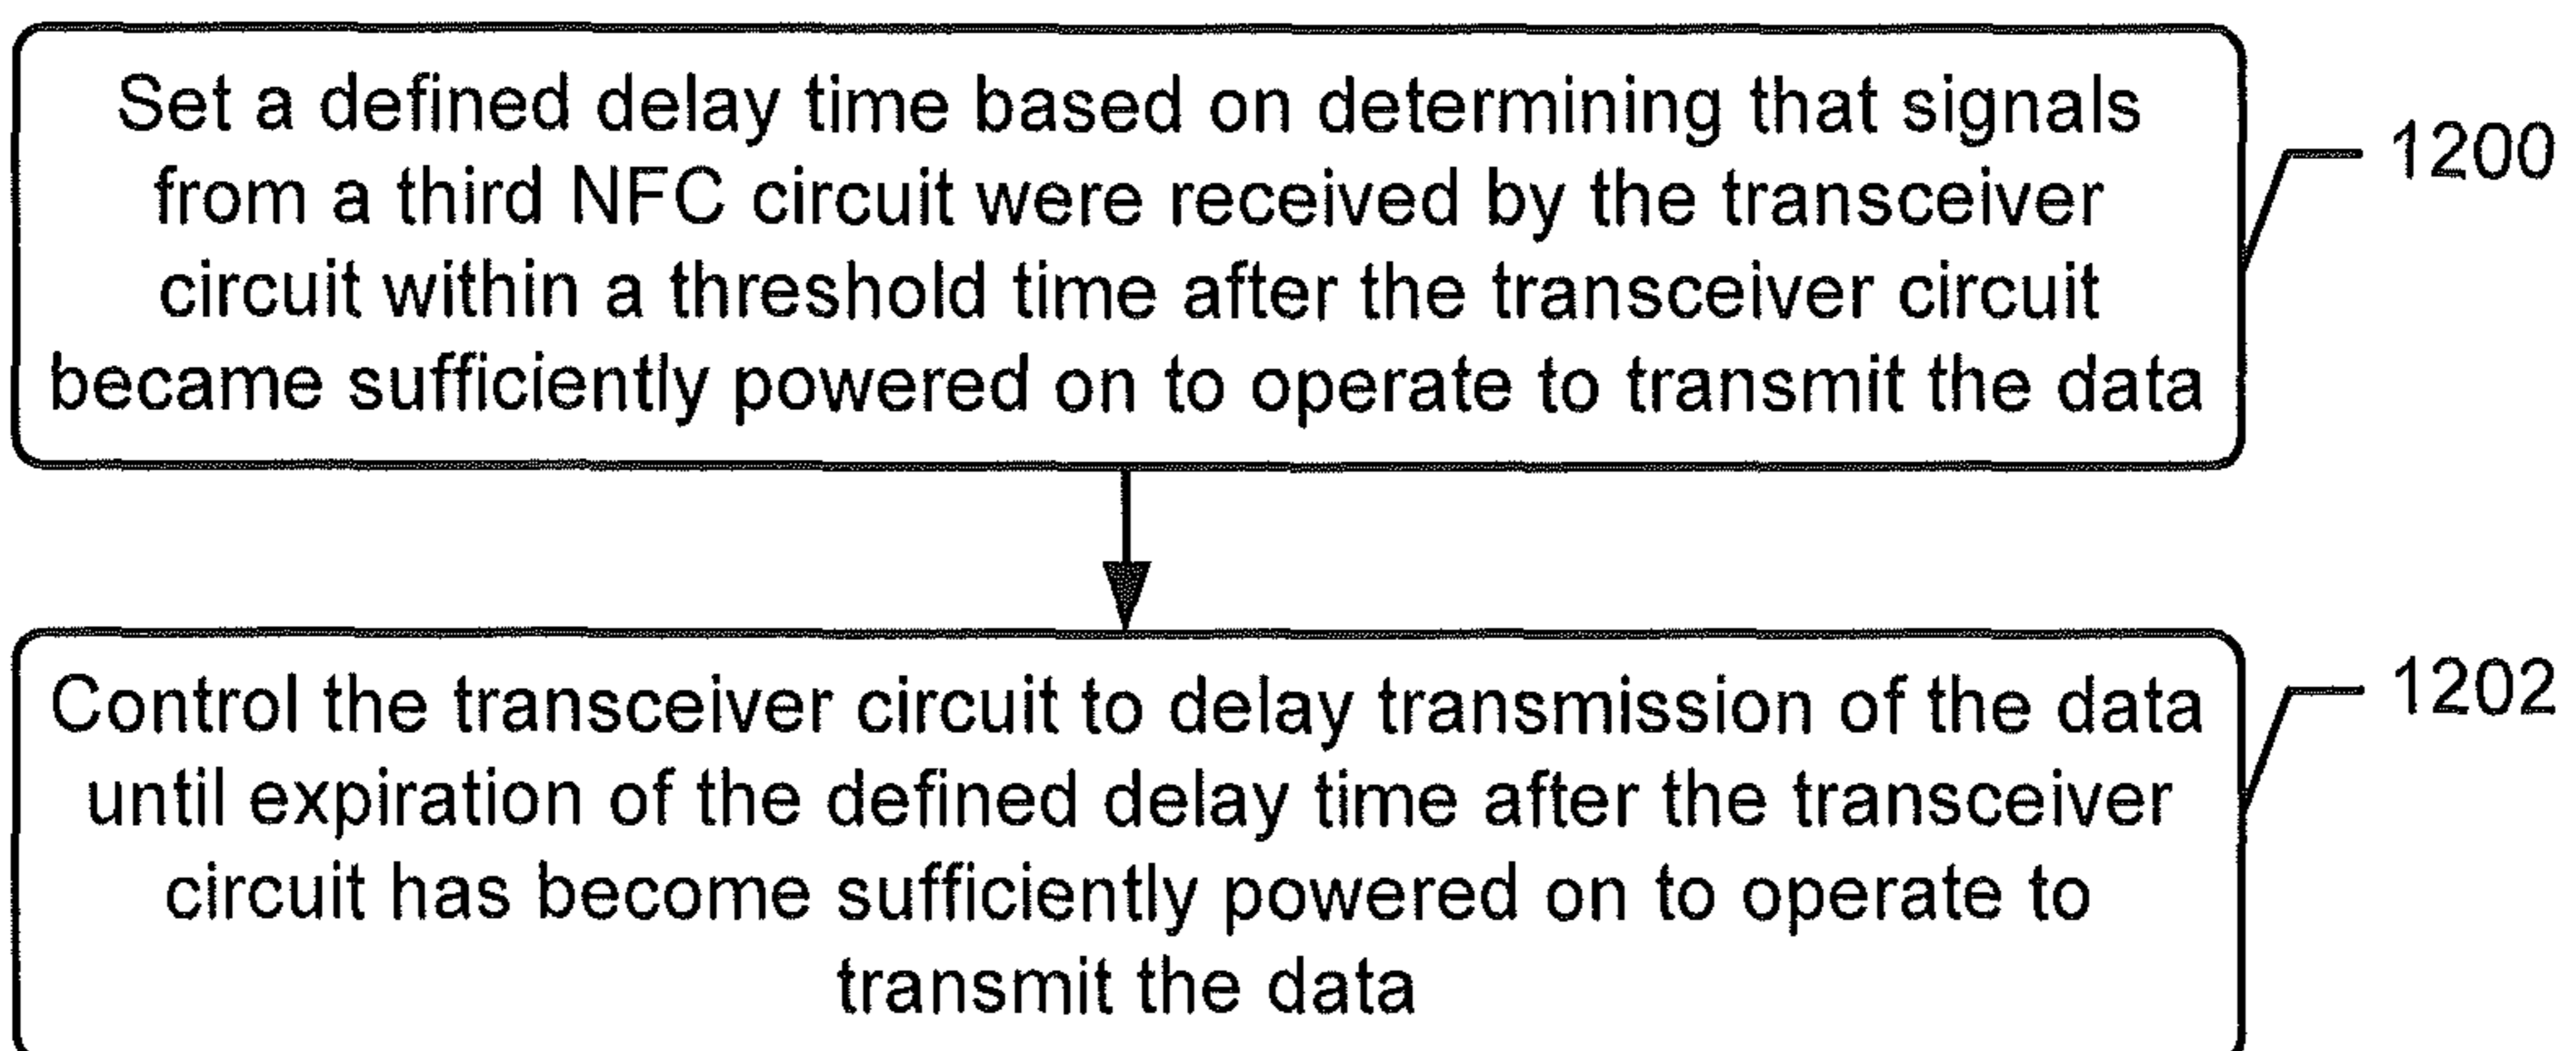 Set a defined delay time based on determining that signals
from a third NFC circuit were received by the transceiver
circuit within a threshold time after the transceiver circuit
became sufficiently powered on to operate to transmit the data
1200
Control the transceiver circuit to delay transmission of the data
until expiration of the defined delay time after the transceiver
circuit has become sufficiently powered on to operate to
transmit the data
1202